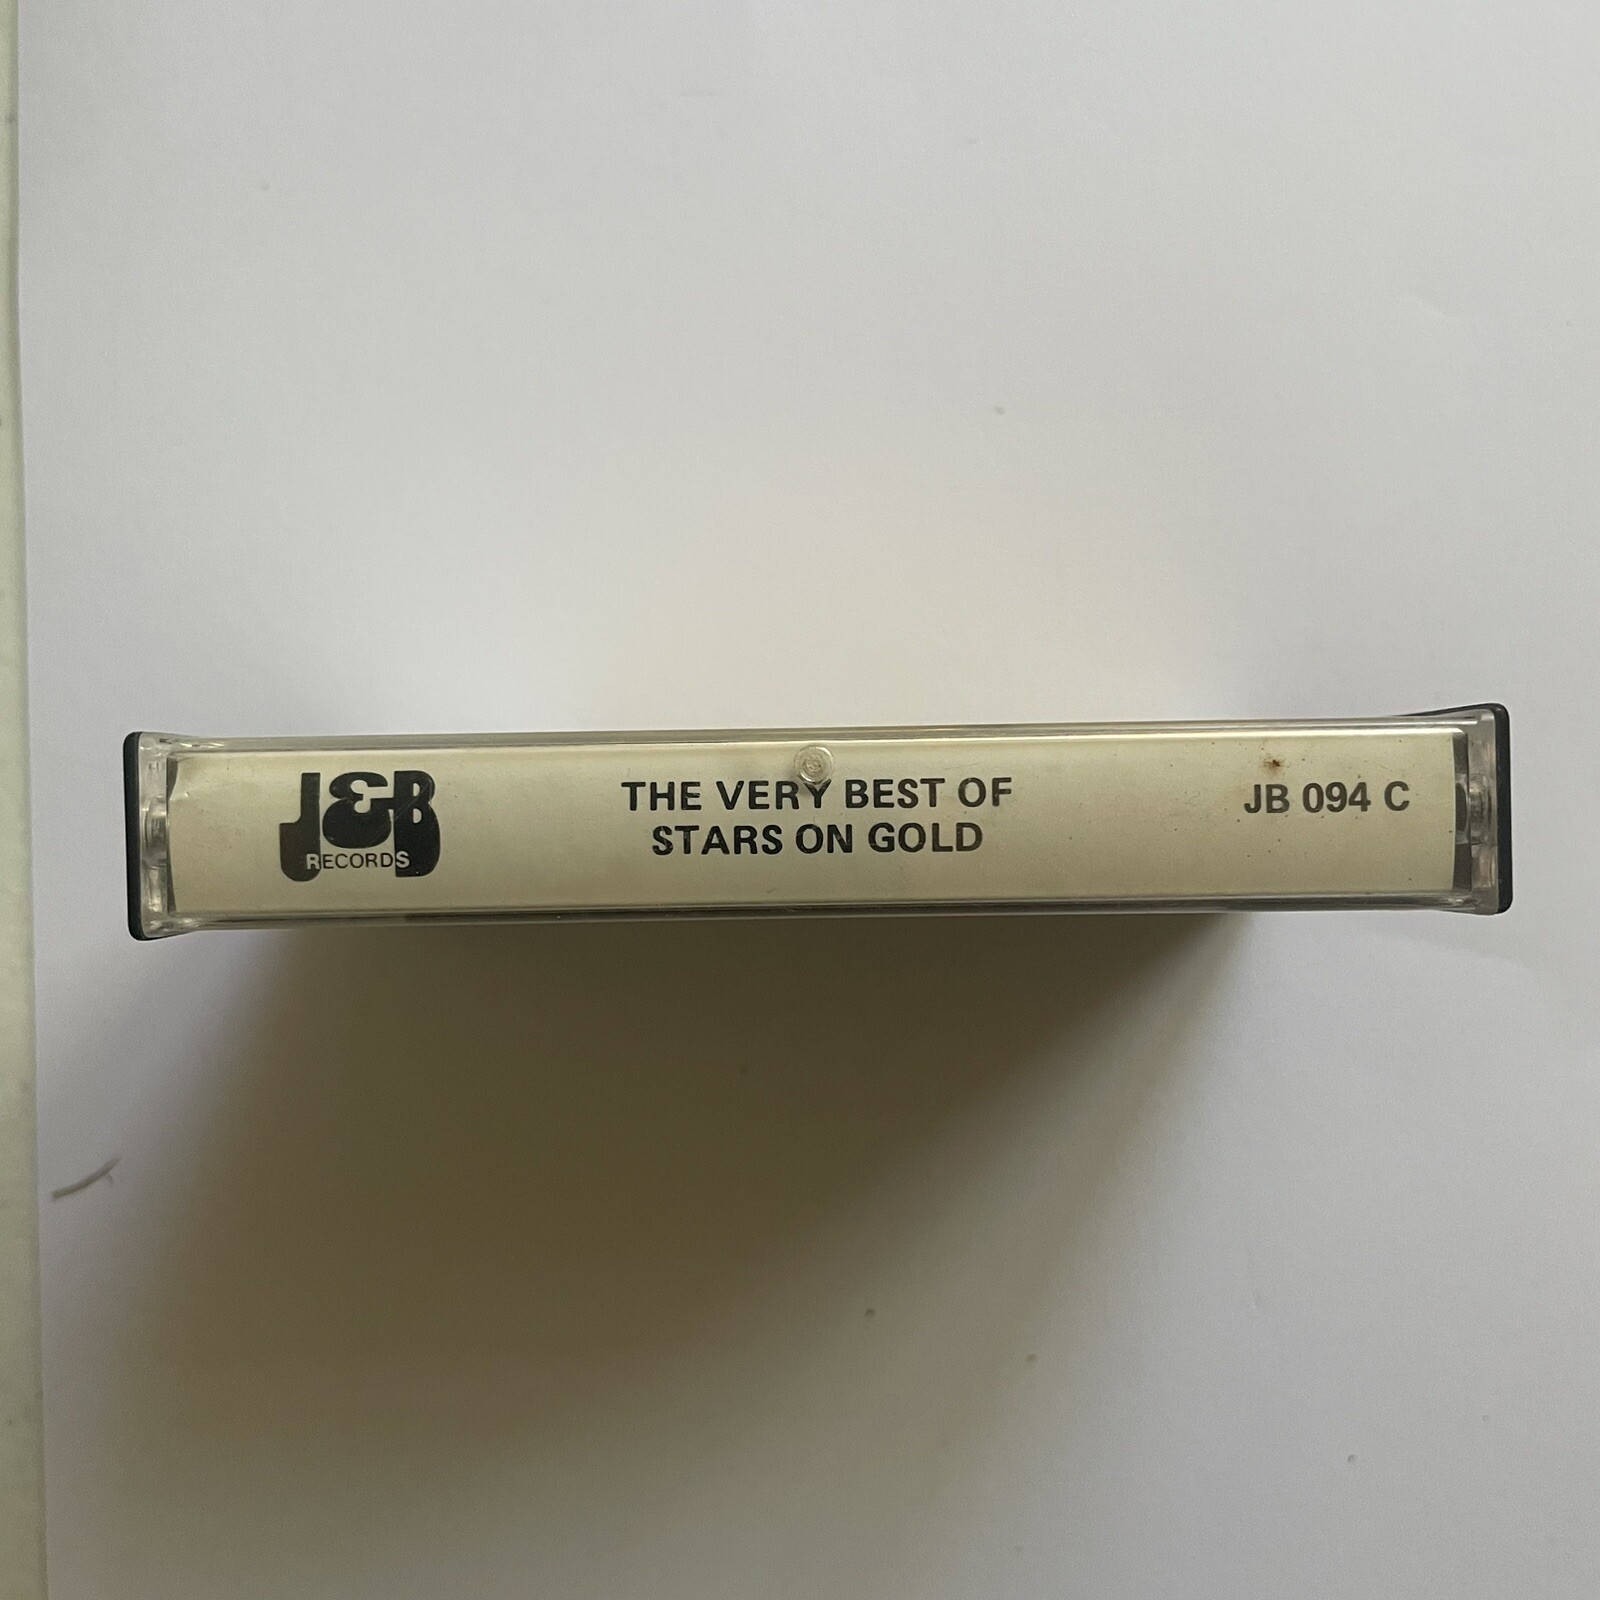 J&B
RECORDS
THE VERY BEST OF
STARS ON GOLD
JB 094 C